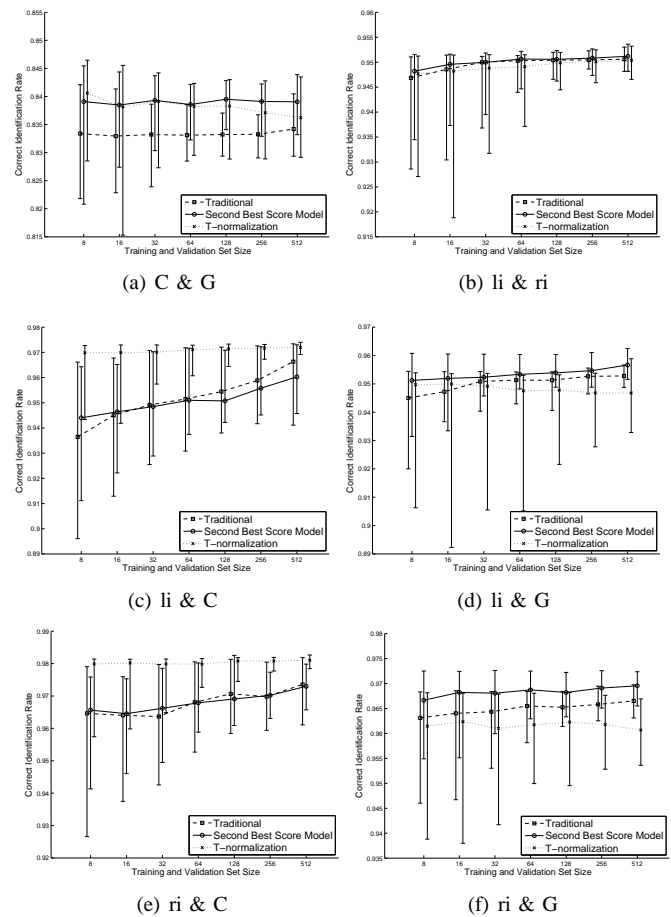 0.855
0.85
0.845
0.84
0.835
0.83
0.825
0.82
0.815
Correct Identification Rate
8 16 32 64 128 256 512
Training and Validation Set Size
Traditional
Second Best Score Model
T−normalization
(a) C & G
0.96
0.955
0.95
0.945
0.94
0.935
0.93
0.925
0.92
0.915
Correct Identification Rate
8 16 32 64 128 256 512
Training and Validation Set Size
Traditional
Second Best Score Model
T−normalization
(b) li & ri
0.98
0.97
0.96
0.95
0.94
0.93
0.92
0.91
0.9
0.89
Correct Identification Rate
8 16 32 64 128 256 512
Training and Validation Set Size
Traditional
Second Best Score Model
T−normalization
(c) li & C
0.97
0.96
0.95
0.94
0.93
0.92
0.91
0.9
0.89
Correct Identification Rate
8 16 32 64 128 256 512
Training and Validation Set Size
Traditional
Second Best Score Model
T−normalization
(d) li & G
0.99
0.98
0.97
0.96
0.95
0.94
0.93
0.92
Correct Identification Rate
8 16 32 64 128 256 512
Training and Validation Set Size
Traditional
Second Best Score Model
T−normalization
(e) ri & C
0.98
0.975
0.97
0.965
0.96
0.955
0.95
0.945
0.94
0.935
Correct Identification Rate
8 16 32 64 128 256 512
Training and Validation Set Size
Traditional
Second Best Score Model
T−normalization
(f) ri & G